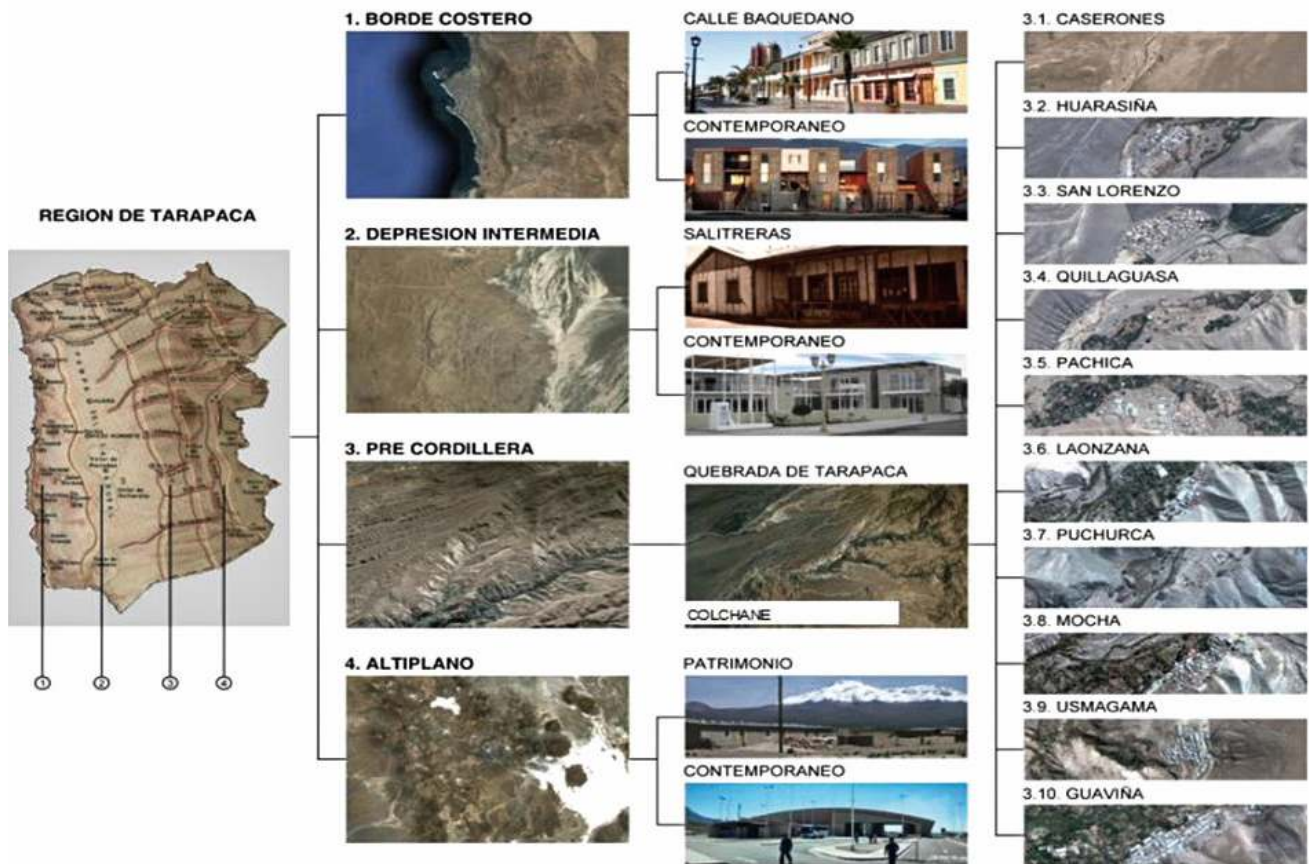 REGION DE TARAPACA
1
2
3
4
1. BORDE COSTERO
2. DEPRESION INTERMEDIA
3. PRE CORDILLERA
4. ALTIPLANO
CALLE BAQUEDANO
CONTEMPORANEO
SALITRERAS
CONTEMPORANEO
QUEBRADA DE TARAPACA
COLCHANE
PATRIMONIO
CONTEMPORANEO
3.1. CASERONES
3.2. HUARASIÑA
3.3. SAN LORENZO
3.4. QUILLAGUASA
3.5. PACHICA
3.6. LAONZANA
3.7. PUCHURCA
3.8. MOCHA
3.9. USMAGAMA
3.10. GUAVIÑA